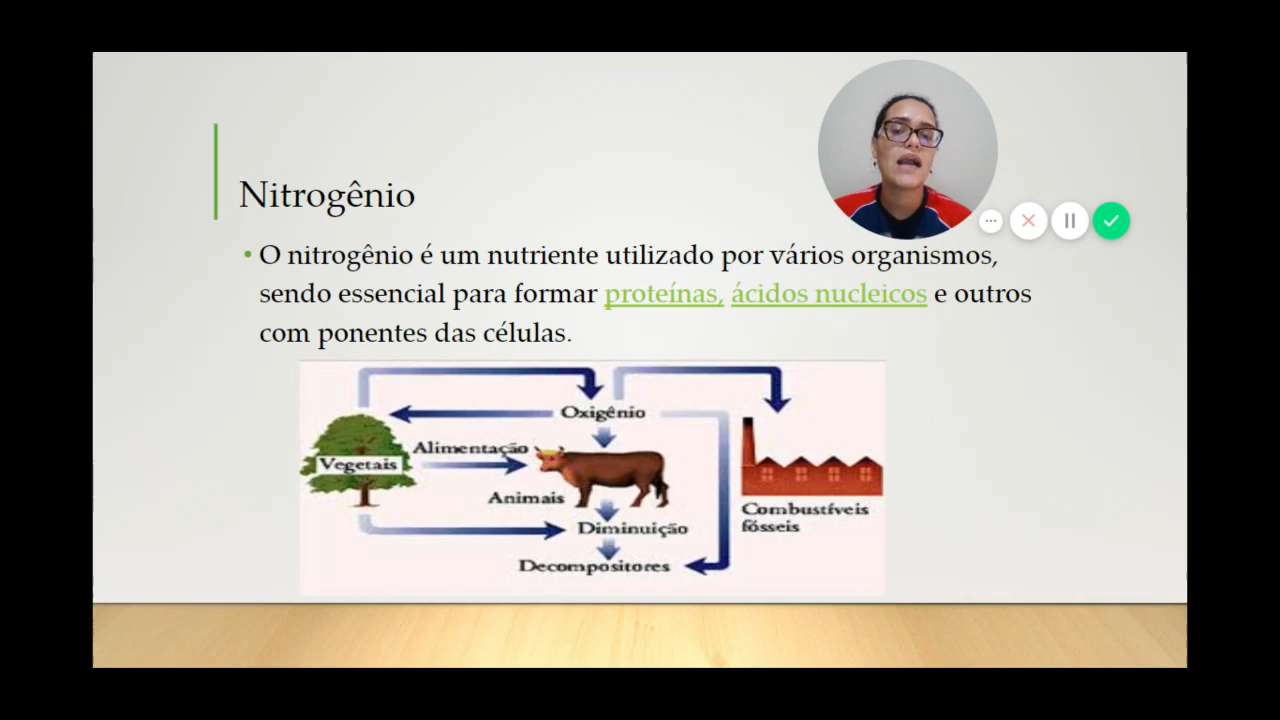 Nitrogênio
• O nitrogênio é um nutriente utilizado por vários organismos,
sendo essencial para formar proteínas, ácidos nucleicos e outros
com ponentes das células.
Oxigênio
Alimentação
Vegetais
Animais
Combustíveis
fósseis
Diminuição
Decompositores